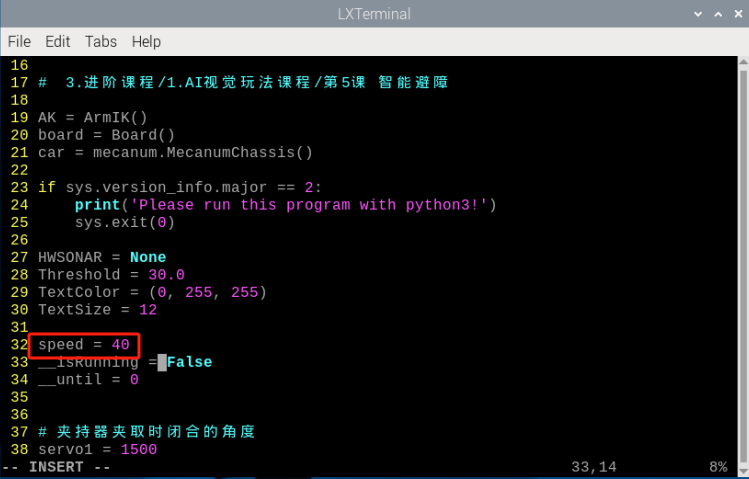 LXTerminal
File Edit Tabs Help
16
17 #  3.进阶课程/1.AI视觉玩法课程/第5课 智能避障
18
19 AK = ArmIK()
20 board = Board()
21 car = mecanum.MecanumChassis()
22
23 if sys.version_info.major == 2:
24     print('Please run this program with python3!')
25     sys.exit(0)
26
27 HWSONAR = None
28 Threshold = 30.0
29 TextColor = (0, 255, 255)
30 TextSize = 12
31
32 speed = 40
33 __isRunning = False
34 __until = 0
35
36
37 # 夹持器夹取时闭合的角度
38 servo1 = 1500
-- INSERT -- 33,14 8%